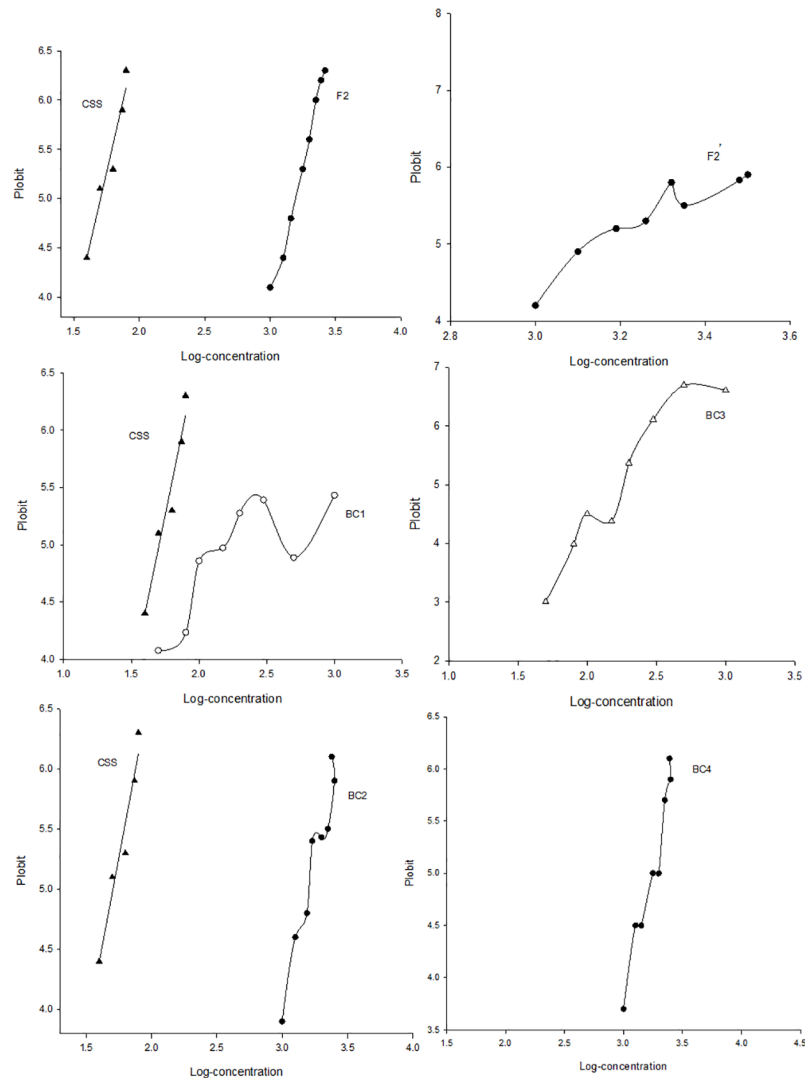 6.5
6.0
5.5
5.0
4.5
4.0
Plobit
CSS
F2
1.5 2.0 2.5 3.0 3.5 4.0
Log-concentration
8
7
6
5
4
Plobit
F2'
2.8 3.0 3.2 3.4 3.6
Log-concentration
6.5
6.0
5.5
5.0
4.5
4.0
Plobit
CSS
BC1
1.0 1.5 2.0 2.5 3.0 3.5
Log-concentration
7
6
5
4
3
2
Plobit
BC3
1.0 1.5 2.0 2.5 3.0 3.5
Log-concentration
6.5
6.0
5.5
5.0
4.5
4.0
Plobit
CSS
BC2
1.5 2.0 2.5 3.0 3.5 4.0
Log-concentration
6.5
6.0
5.5
5.0
4.5
4.0
3.5
Plobit
BC4
1.5 2.0 2.5 3.0 3.5 4.0 4.5
Log-concentration